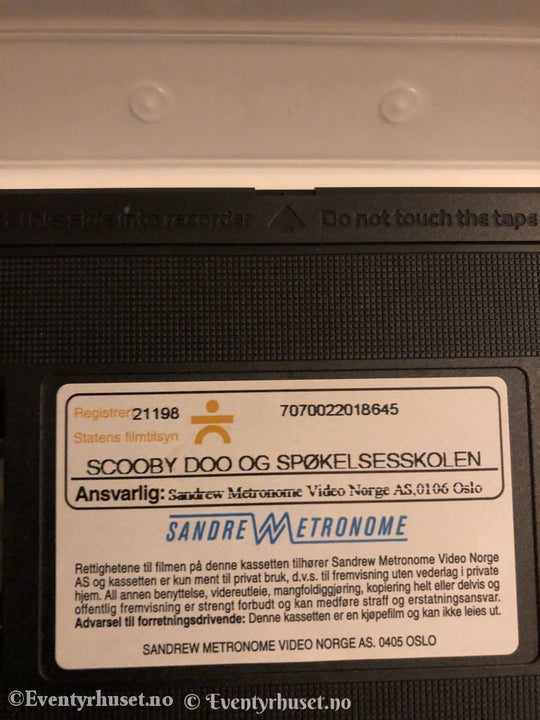 this side into recorder Do not touch the tape
Registrert 21198 7070022018645
Statens filmtilsyn
SCOOBY DOO OG SPØKELSESSKOLEN
Ansvarlig: Sandrew Metronome Video Norge AS,0106 Oslo
SANDREW METRONOME
Rettighetene til filmen på denne kassetten tilhører Sandrew Metronome Video Norge
AS og kassetten er kun ment til privat bruk, d.v.s. til fremvisning uten vederlag i private
hjem. All annen benyttelse, videreutleie, mangfoldiggjøring, kopiering helt eller delvis og
offentlig fremvisning er strengt forbudt og kan medføre straff og erstatningsansvar.
Advarsel til forretningsdrivende: Denne kassetten er en kjøpefilm og kan ikke leies ut.
SANDREW METRONOME VIDEO NORGE AS. 0405 OSLO
©Eventyrhuset.no © Eventyrhuset.no